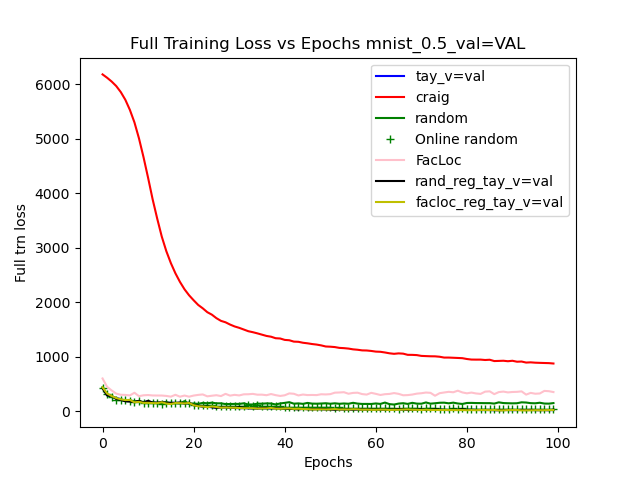 Full Training Loss vs Epochs mnist_0.5_val=VAL
tay_v=val
craig
random
Online random
FacLoc
rand_reg_tay_v=val
facloc_reg_tay_v=val
6000
5000
4000
3000
2000
1000
0
Full trn loss
0 20 40 60 80 100
Epochs